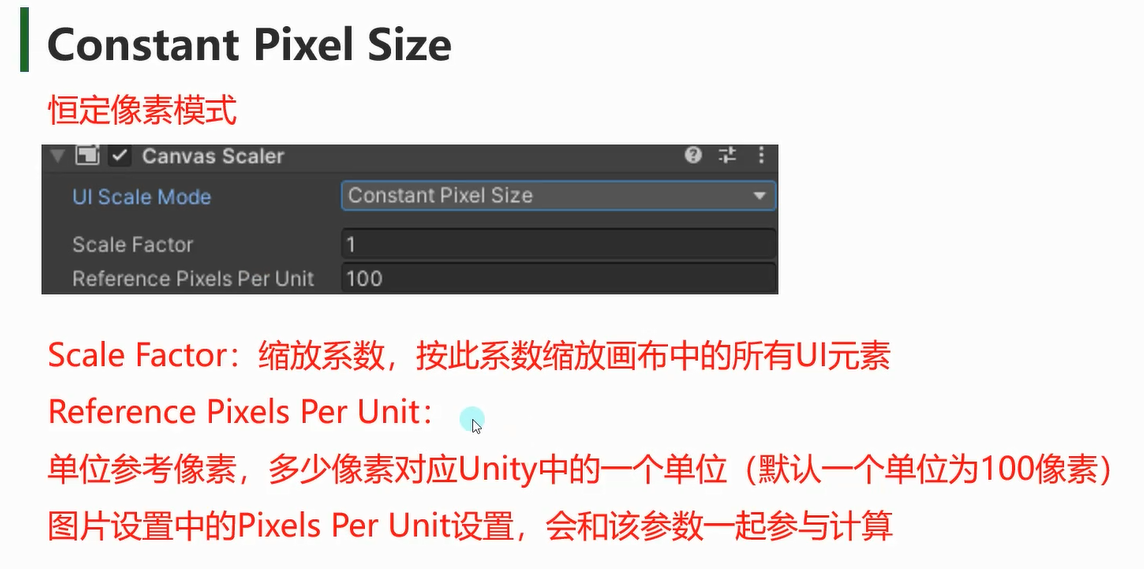 Constant Pixel Size
恒定像素模式
Canvas Scaler
UI Scale Mode
Constant Pixel Size
Scale Factor
1
Reference Pixels Per Unit
100
Scale Factor：缩放系数，按此系数缩放画布中的所有UI元素
Reference Pixels Per Unit：
单位参考像素，多少像素对应Unity中的一个单位（默认一个单位为100像素）
图片设置中的Pixels Per Unit设置，会和该参数一起参与计算